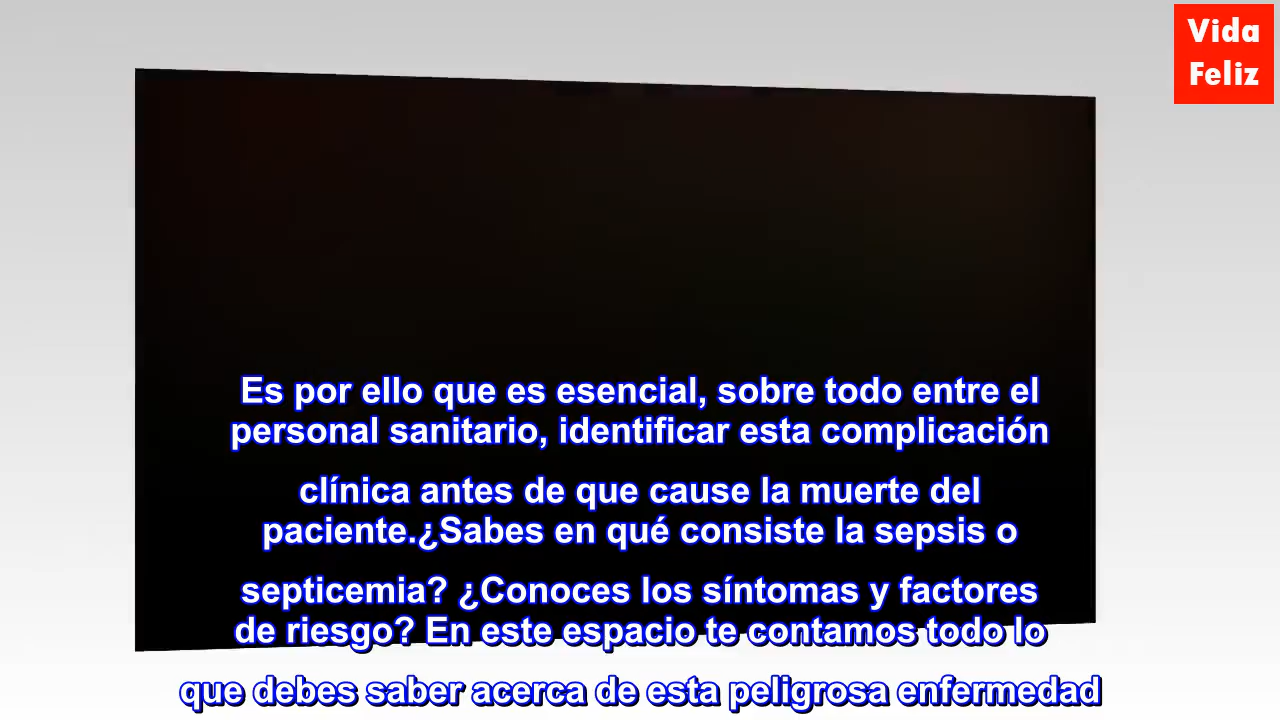 Vida
Feliz
Es por ello que es esencial, sobre todo entre el
personal sanitario, identificar esta complicación
clínica antes de que cause la muerte del
paciente.¿Sabes en qué consiste la sepsis o
septicemia? ¿Conoces los síntomas y factores
de riesgo? En este espacio te contamos todo lo
que debes saber acerca de esta peligrosa enfermedad